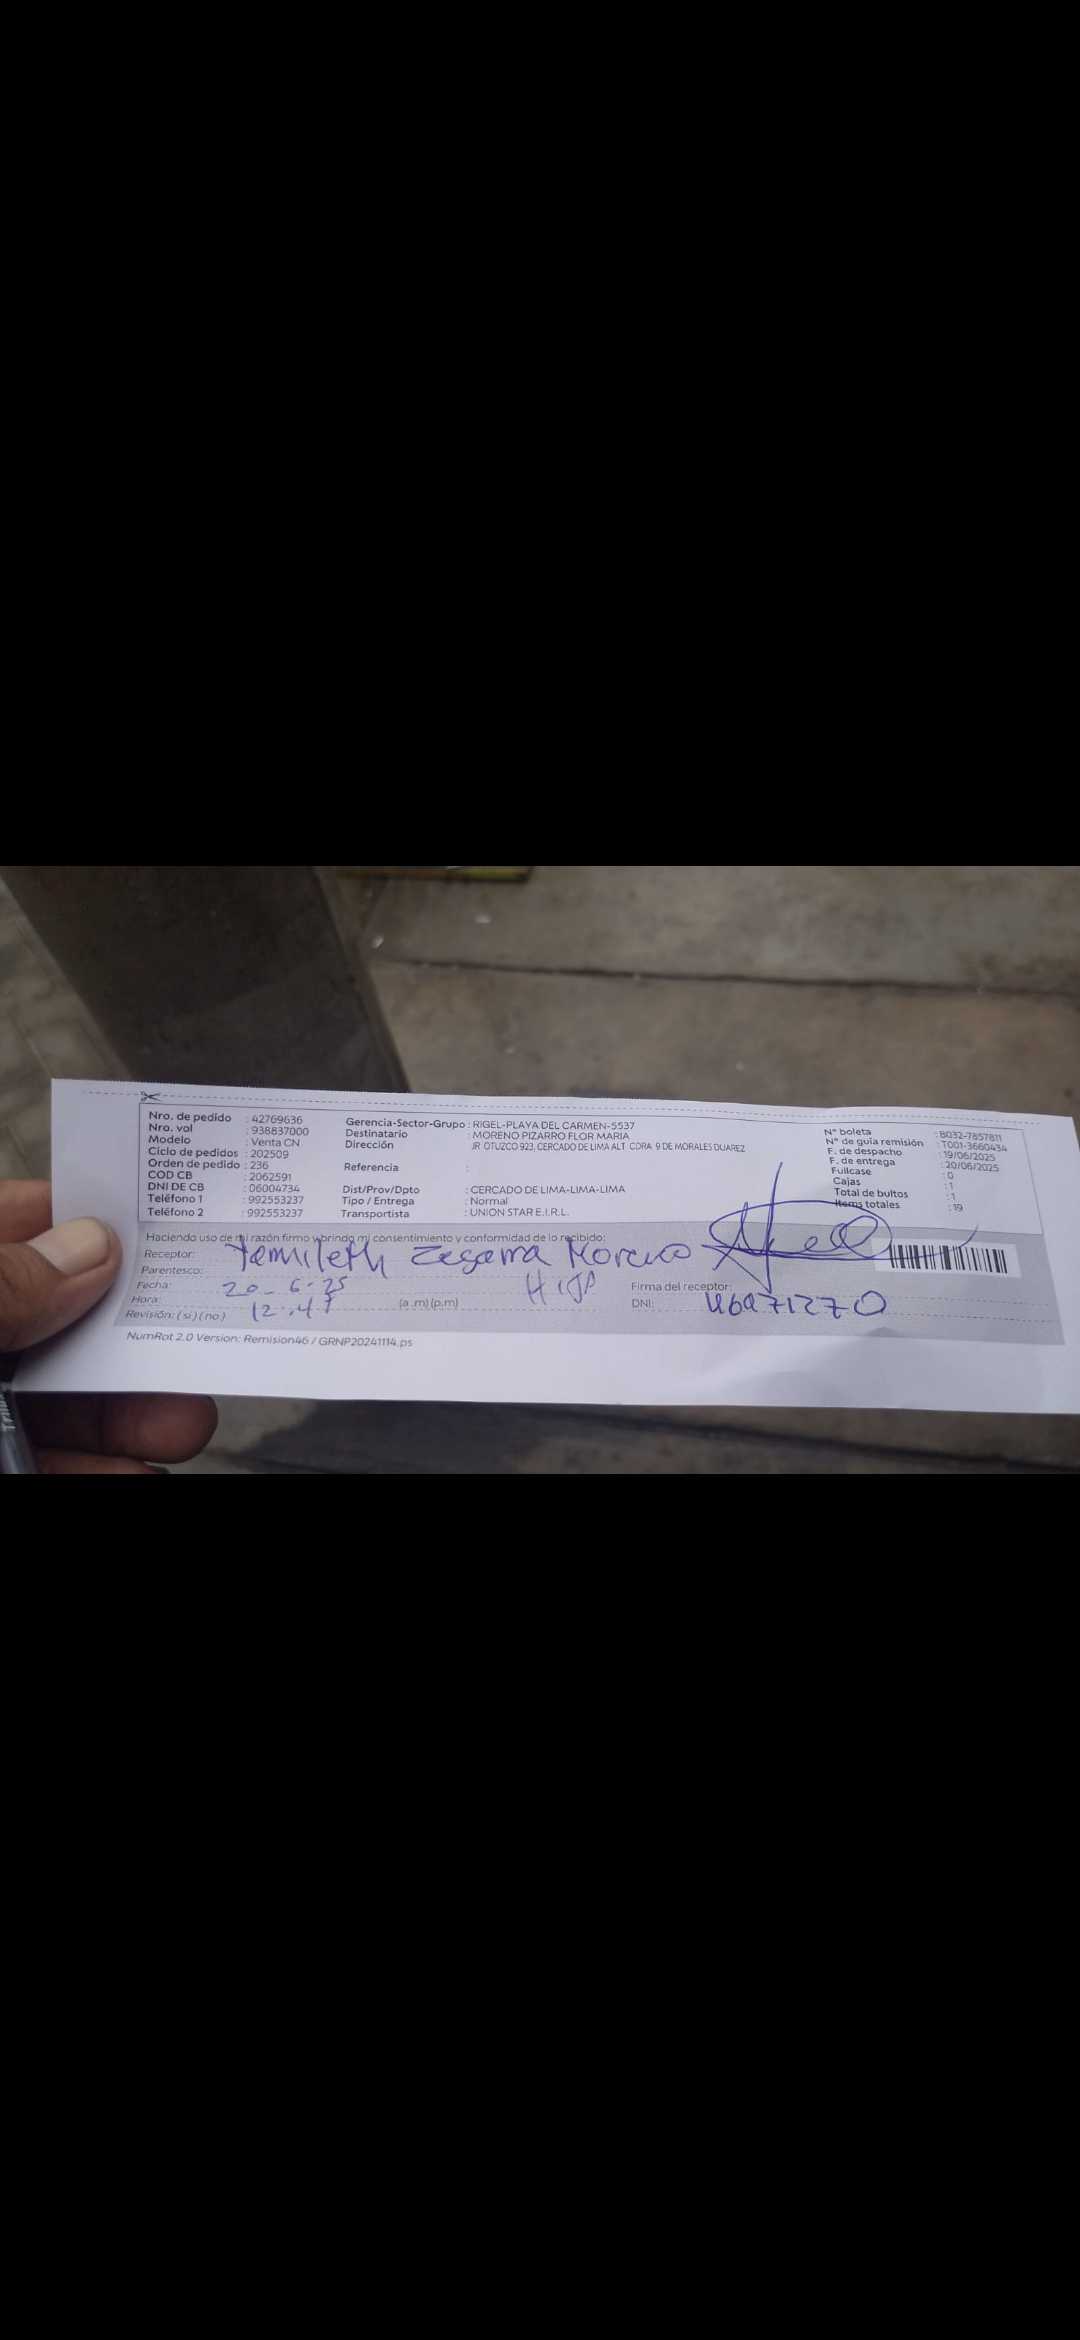 Nro. de pedido : 42769636
Nro. vol : 938837000
Modelo : Venta CN
Ciclo de pedidos : 202509
Orden de pedido : 236
COD CB : 2062591
DNI DE CB : 06004734
Teléfono 1 : 992553237
Teléfono 2 : 992553237
Gerencia-Sector-Grupo : RIGEL-PLAYA DEL CARMEN-5537
Destinatario : MORENO PIZARRO FLOR MARIA
Dirección JR OTUZCO 923, CERCADO DE LIMA ALT CDRA 9 DE MORALES DUAREZ
Referencia :
Dist/Prov/Dpto : CERCADO DE LIMA-LIMA-LIMA
Tipo / Entrega : Normal
Transportista : UNION STAR E.I.R.L.
N° boleta : B032-7857811
N° de guía remisión : T001-3660434
F. de despacho : 19/06/2025
F. de entrega : 20/06/2025
Fullcase : 0
Cajas : 1
Total de bultos : 1
Items totales : 19
Haciendo uso de mi razón firmo y brindo mi consentimiento y conformidad de lo recibido:
Receptor: Yemileth Zegarra Moreno
Parentesco: HIJA
Fecha: 20-6-25
Hora: 12:47 (a .m) (p.m)
Revisión: ( si ) ( no )
Firma del receptor:
DNI:
NumRot 2.0 Version: Remision46 / GRNP20241114.ps